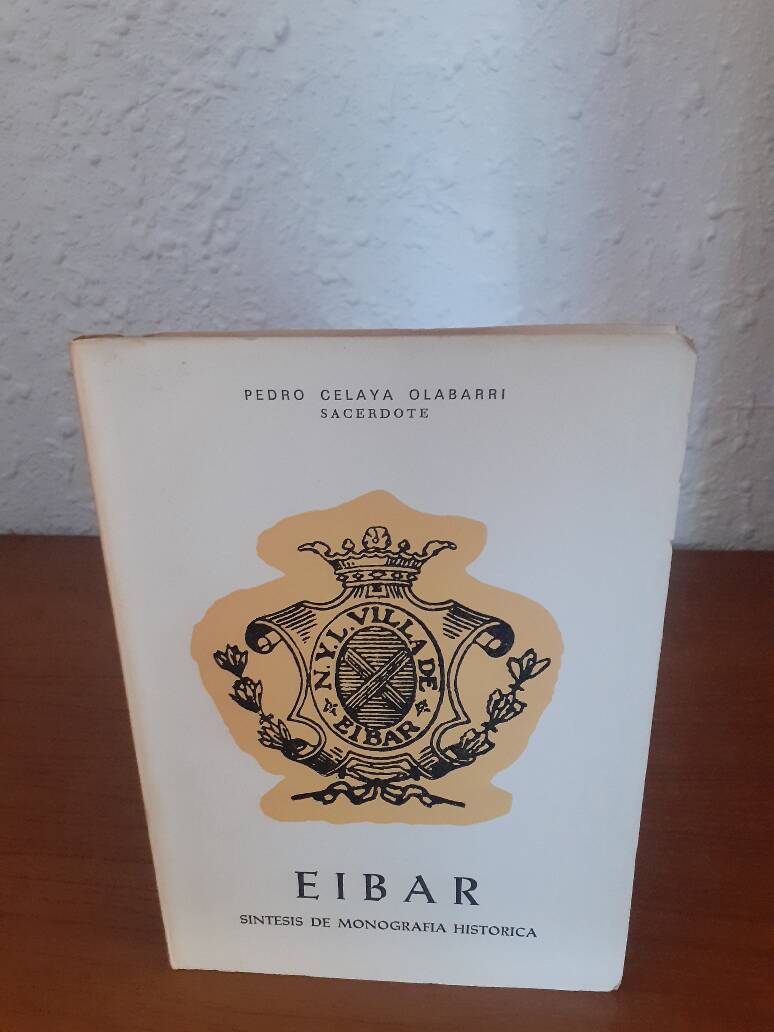 PEDRO CELAYA OLABARRI
SACERDOTE
N. Y. L. VILLA DE
EIBAR
EIBAR
SINTESIS DE MONOGRAFIA HISTORICA